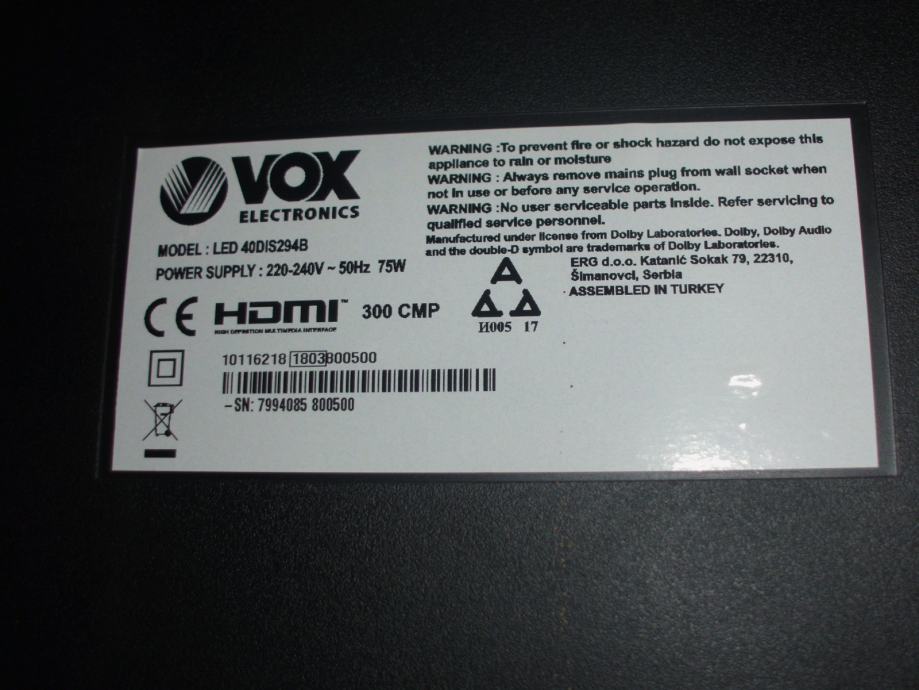 VOX
ELECTRONICS
MODEL : LED 40DIS294B
POWER SUPPLY : 220-240V ~ 50Hz 75W
CE HDMI™ 300 CMP
HIGH DEFINITION MULTIMEDIA INTERFACE
10116218 1803800500
-SN: 7994085 800500
WARNING :To prevent fire or shock hazard do not expose this
appliance to rain or moisture
WARNING : Always remove mains plug from wall socket when
not in use or before any service operation.
WARNING :No user serviceable parts inside. Refer servicing to
qualified service personnel.
Manufactured under license from Dolby Laboratories. Dolby, Dolby Audio
and the double-D symbol are trademarks of Dolby Laboratories.
A
A A
И005 17
ERG d.o.o. Katanić Sokak 79, 22310,
Šimanovci, Serbia
ASSEMBLED IN TURKEY